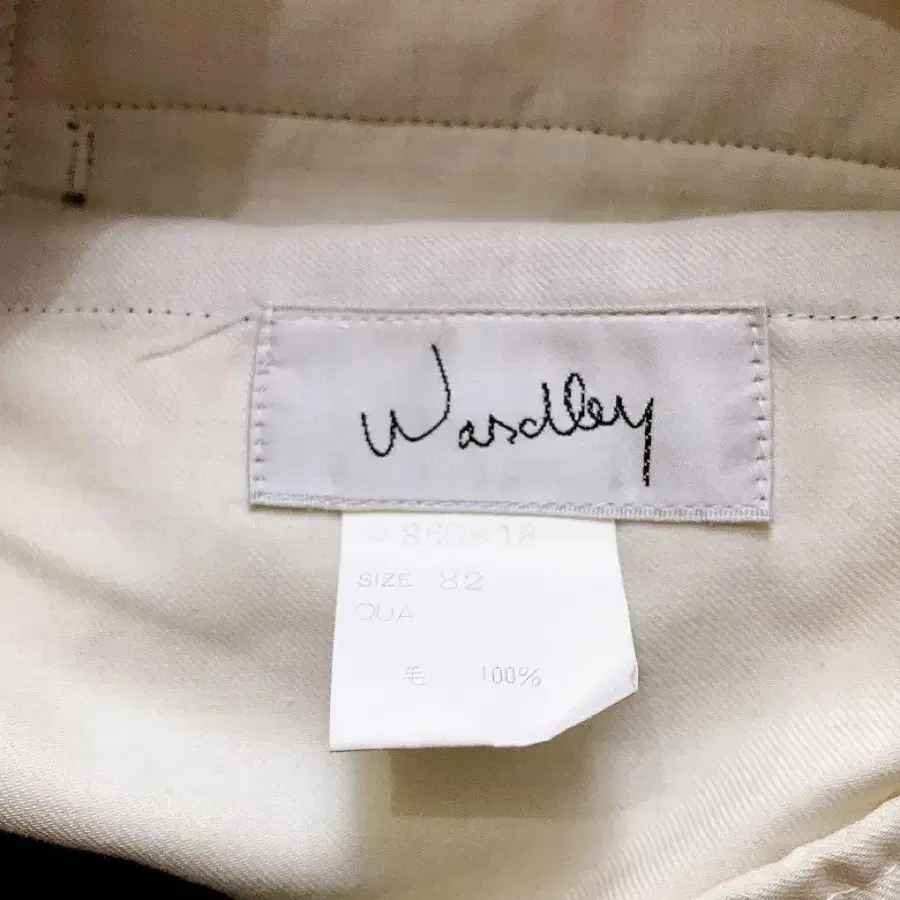 Wardley
SIZE 82
QUA
毛 100%